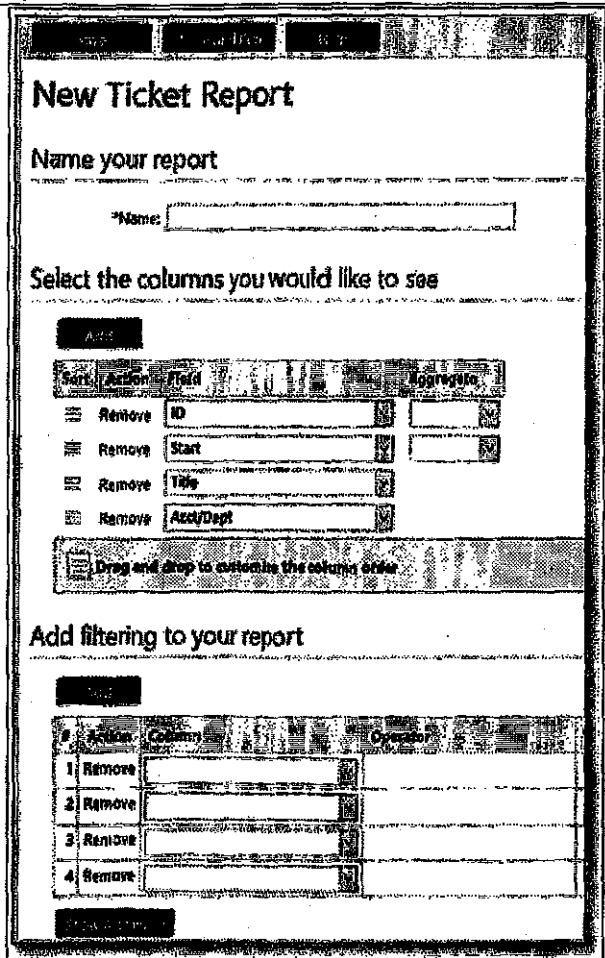 New Ticket Report
Name your report
*Name:
Select the columns you would like to see
Add
Sort Action Field Aggregate
Remove ID
Remove Start
Remove Title
Remove Acct/Dept
Drag and drop to customize the column order
Add filtering to your report
# Action Column Operator
1 Remove
2 Remove
3 Remove
4 Remove